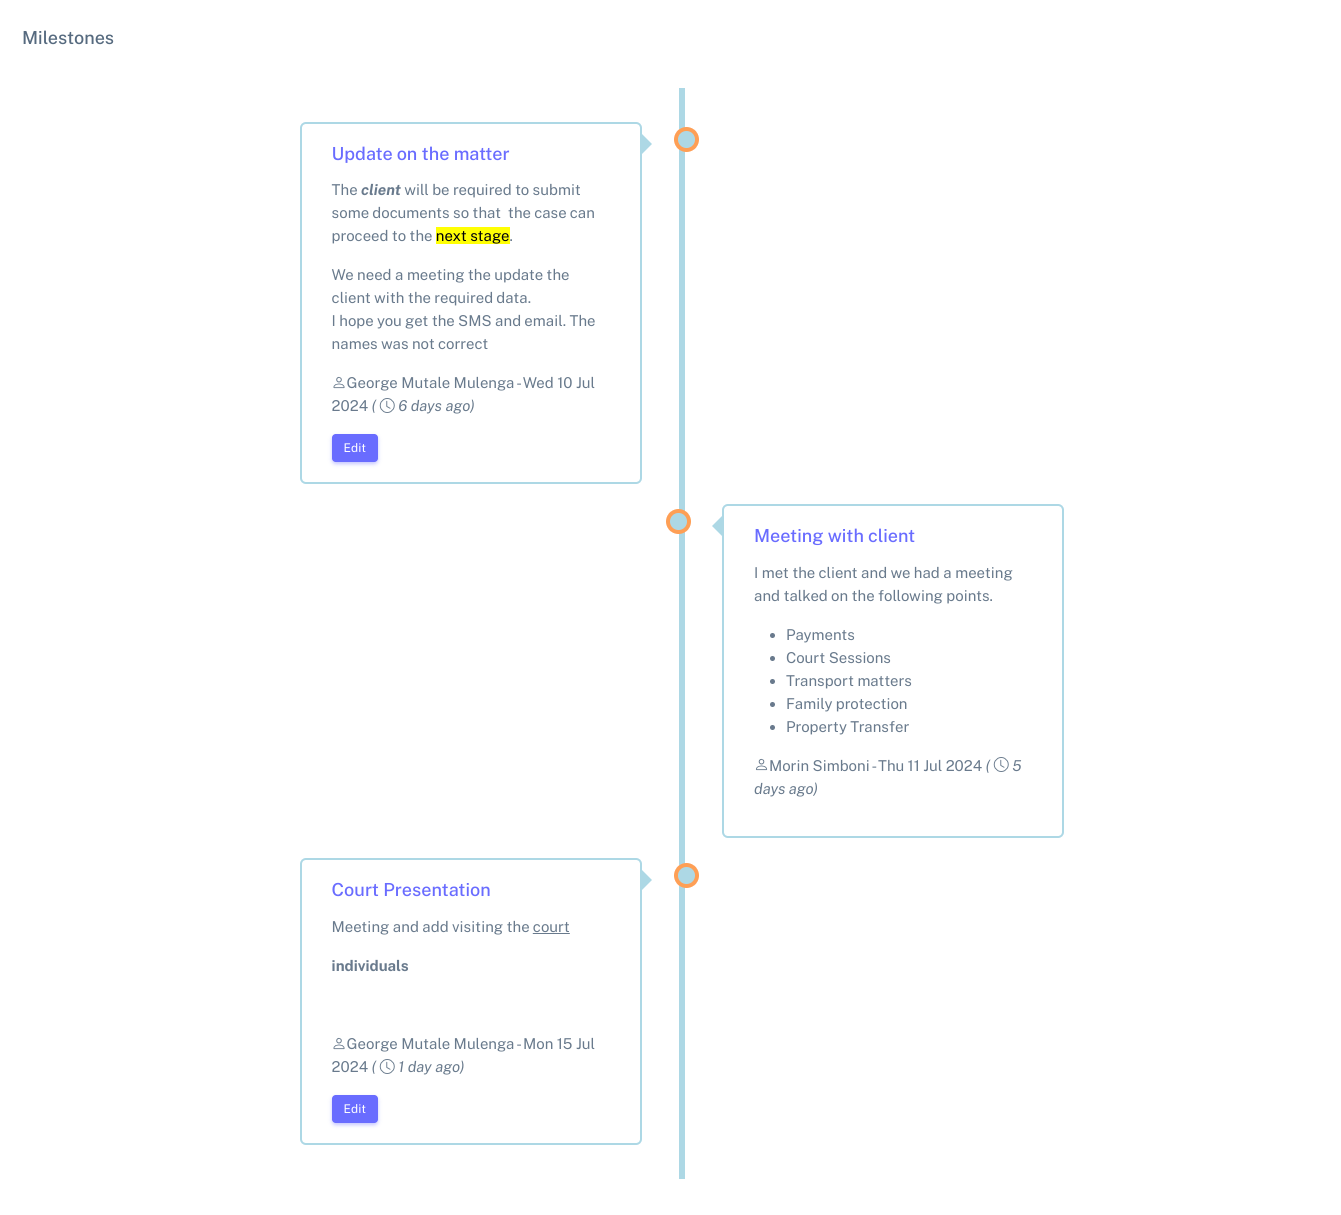 Milestones
Update on the matter
The client will be required to submit
some documents so that  the case can
proceed to the next stage.
We need a meeting the update the
client with the required data.
I hope you get the SMS and email. The
names was not correct
George Mutale Mulenga - Wed 10 Jul
2024 ( 6 days ago)
Edit
Meeting with client
I met the client and we had a meeting
and talked on the following points.
• Payments
• Court Sessions
• Transport matters
• Family protection
• Property Transfer
Morin Simboni - Thu 11 Jul 2024 ( 5
days ago)
Court Presentation
Meeting and add visiting the court
individuals
George Mutale Mulenga - Mon 15 Jul
2024 ( 1 day ago)
Edit